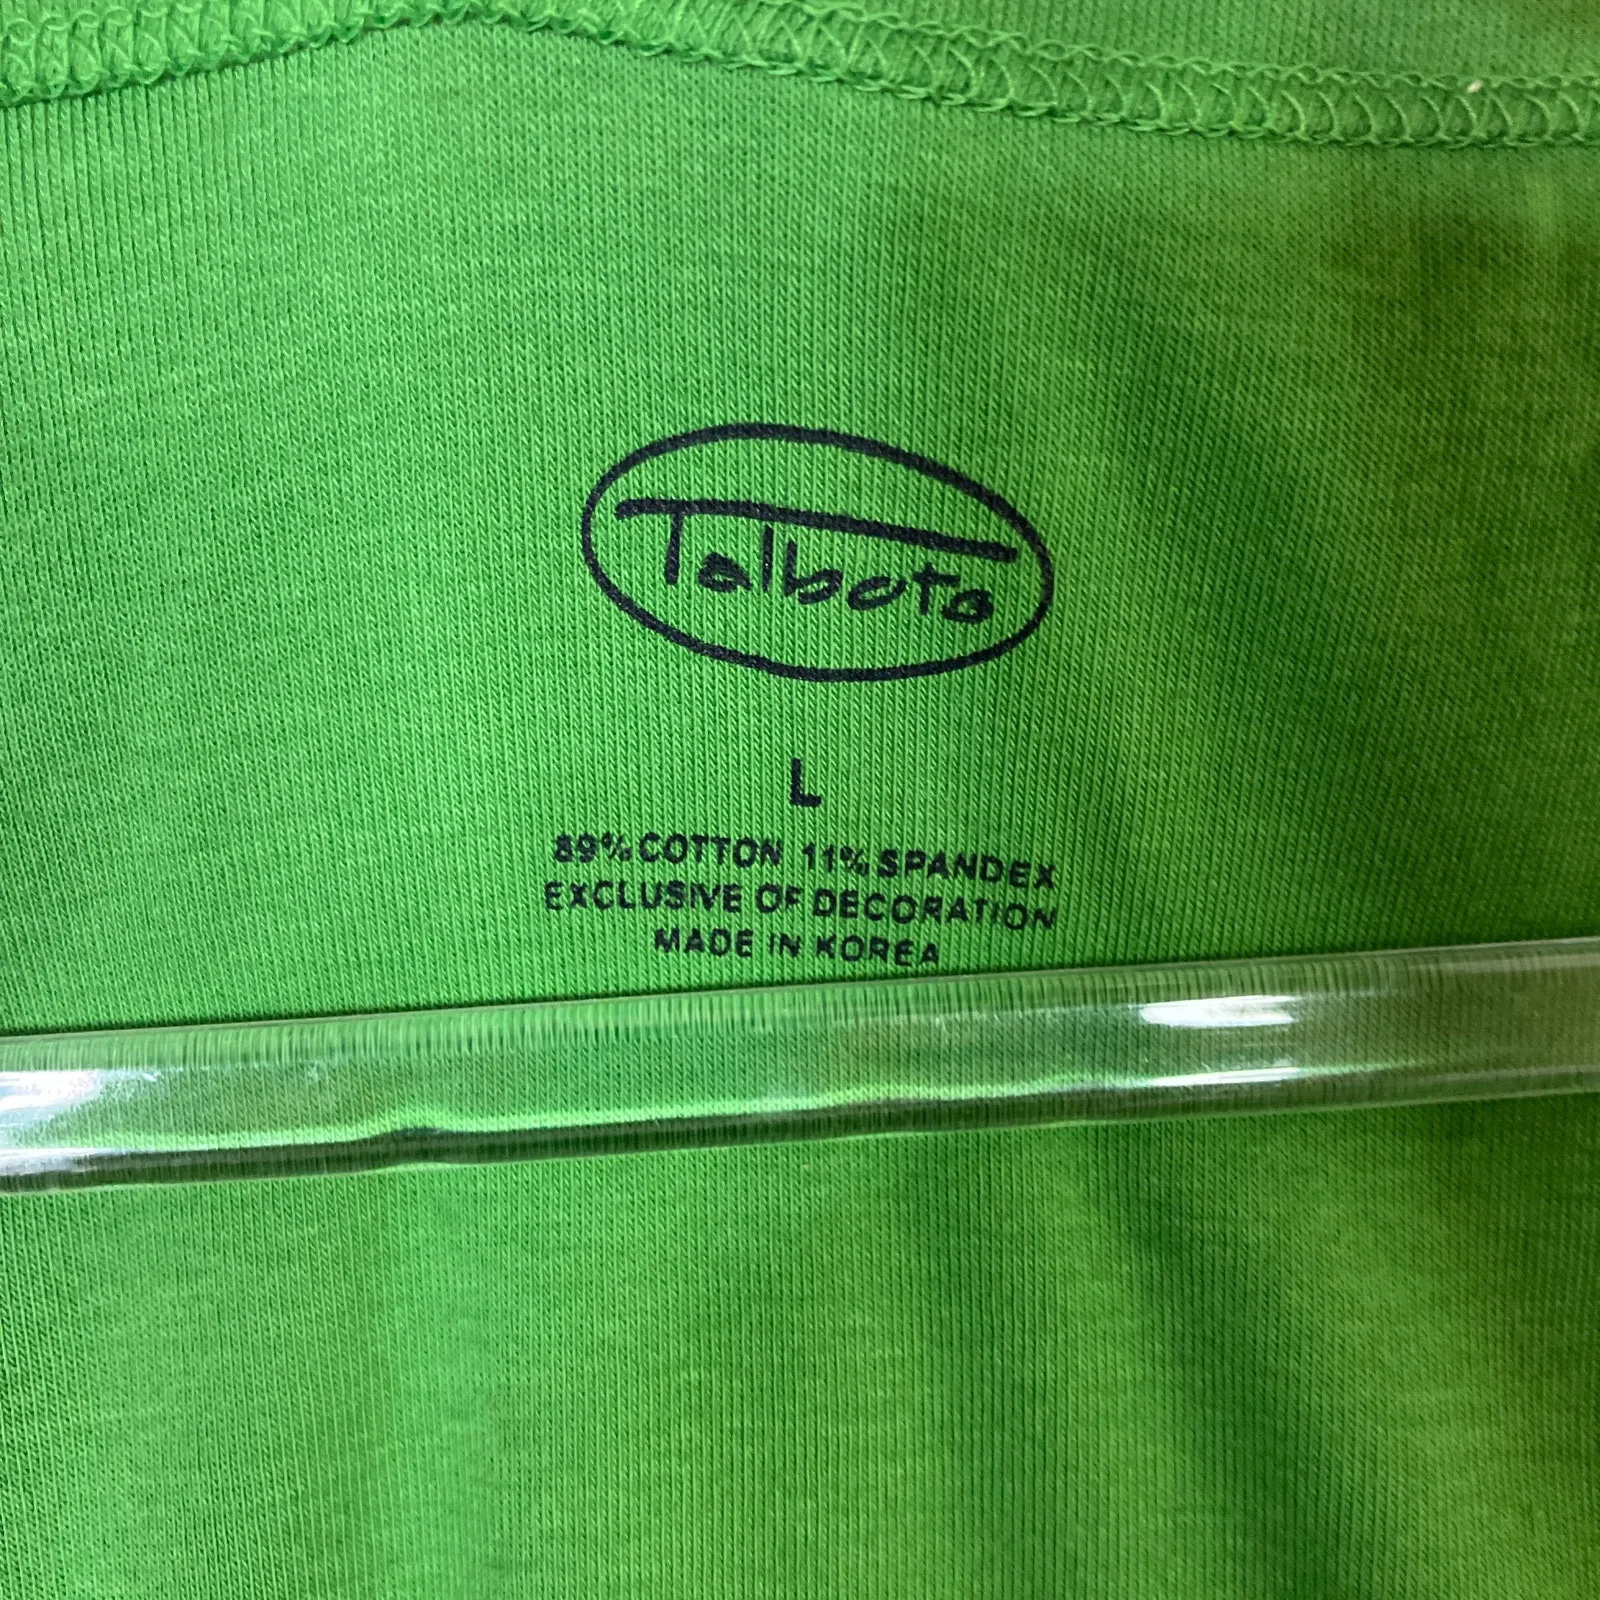 Talbots
L
89% COTTON 11% SPANDEX
EXCLUSIVE OF DECORATION
MADE IN KOREA